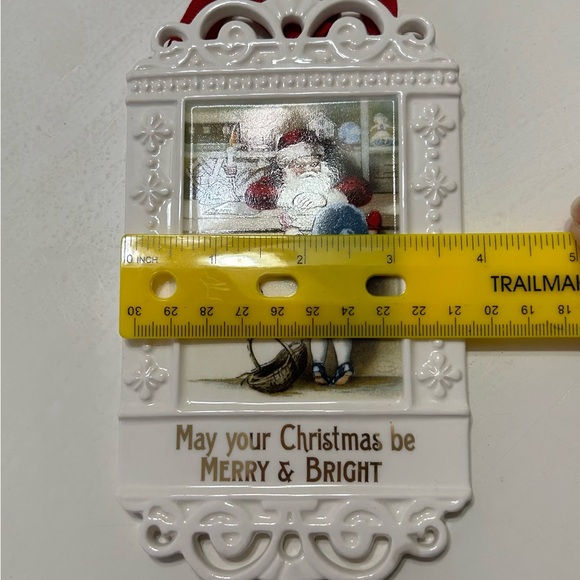 0 INCH 1 2 3 4 5
TRAILMA
30 29 28 27 26 25 24 23 22 21 20 19 18
May your Christmas be
MERRY & BRIGHT